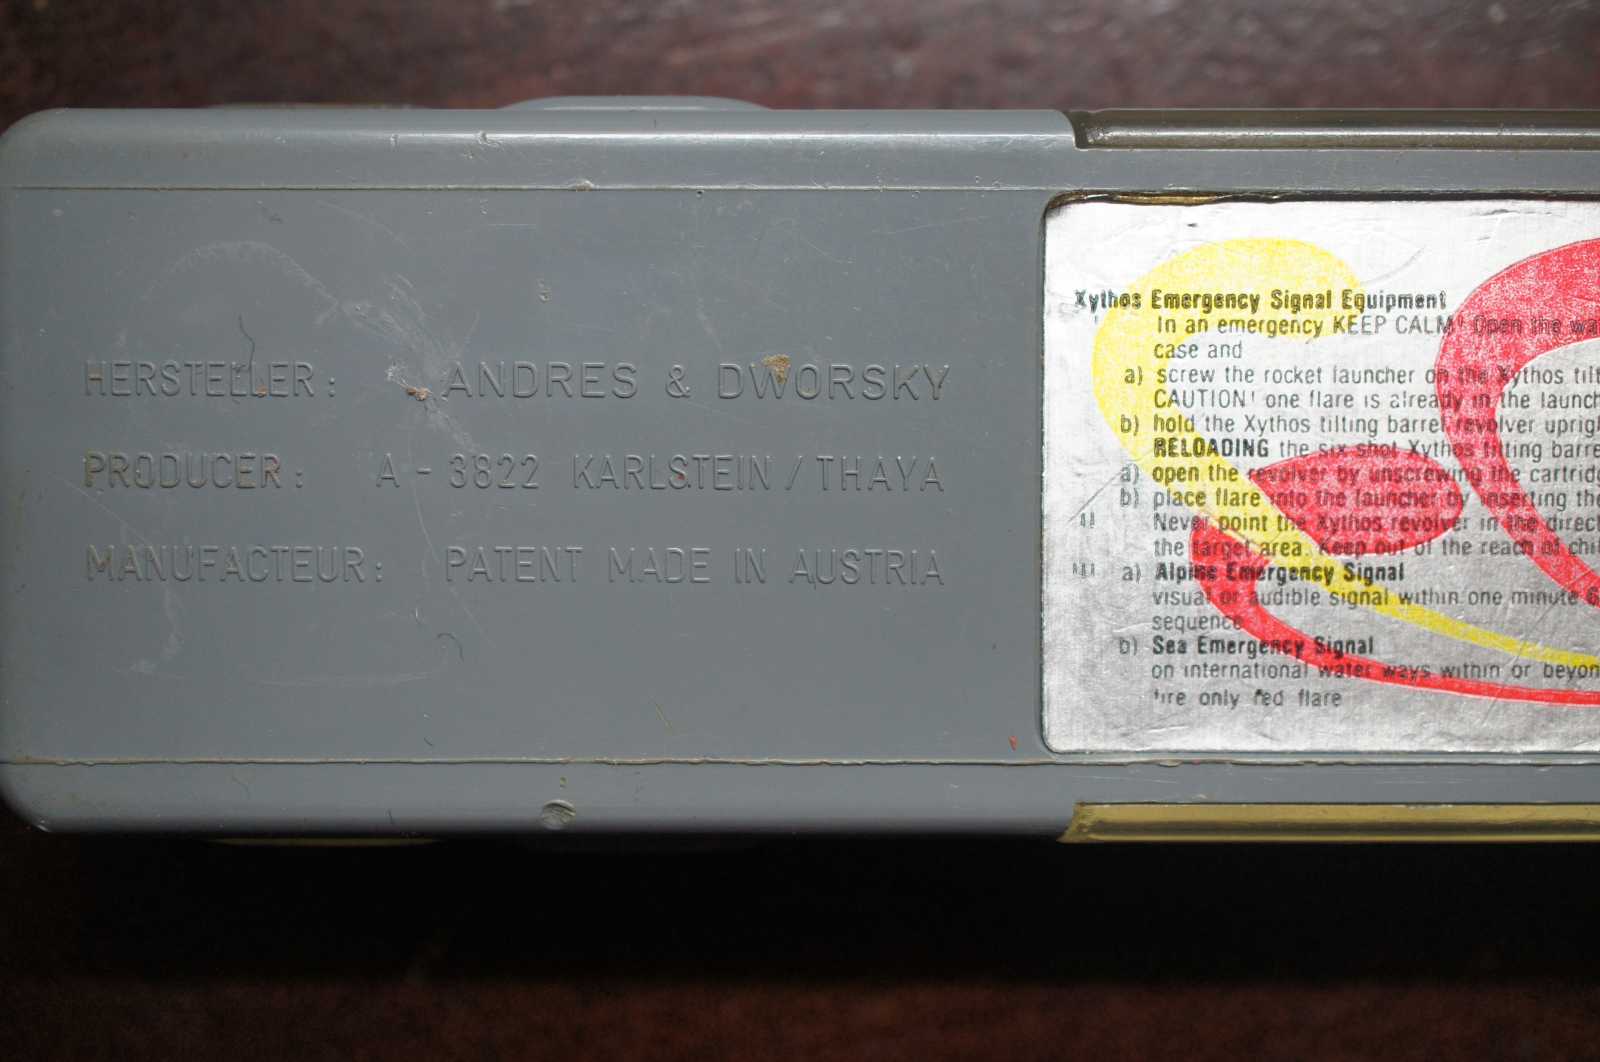 HERSTELLER: ANDRES & DWORSKY
PRODUCER: A - 3822 KARLSTEIN / THAYA
MANUFACTEUR: PATENT MADE IN AUSTRIA
Xythos Emergency Signal Equipment
In an emergency KEEP CALM! Open the
case and
a) screw the rocket launcher on the Xythos
CAUTION! one flare is already in the
b) hold the Xythos tilting barrel revolver
RELOADING the six shot Xythos tilting
a) open the revolver by unscrewing the
b) place flare into the launcher by inserting
Never point the Xythos revolver in the
the target area. Keep out of the reach of
a) Alpine Emergency Signal
visual or audible signal within one minute
sequence
b) Sea Emergency Signal
on international water ways within or
fire only red flare